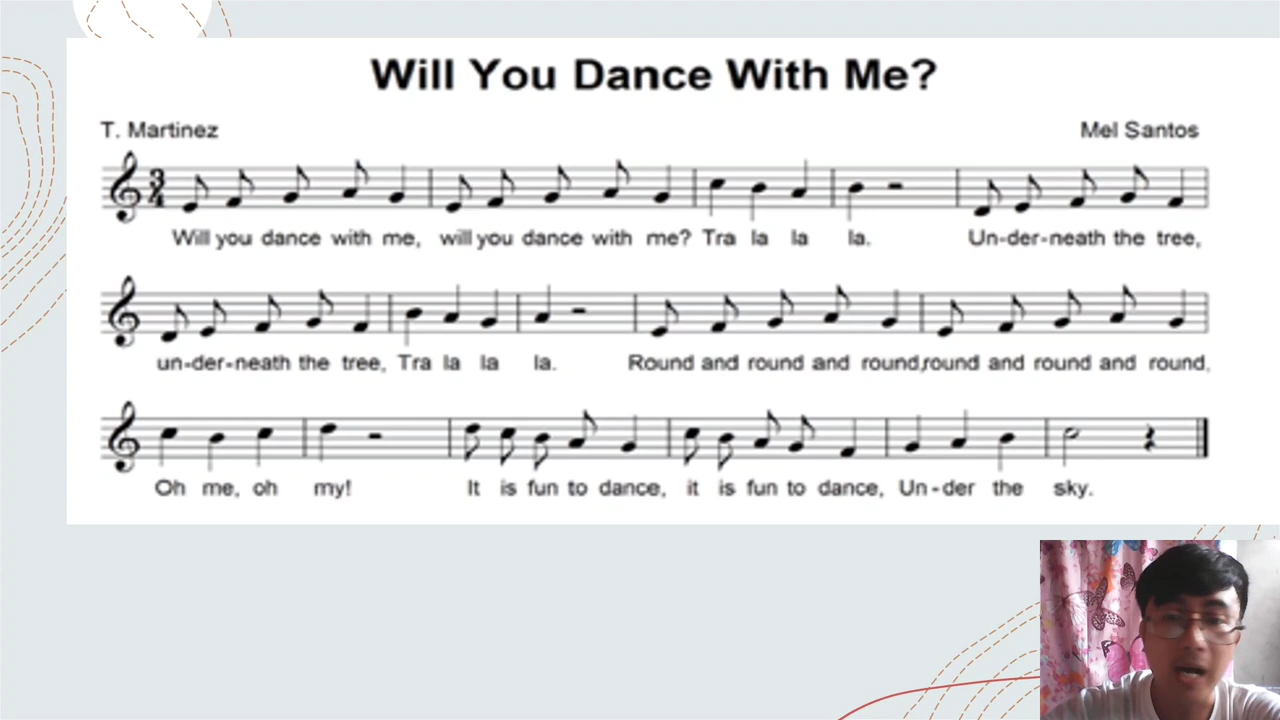 Will You Dance With Me?
T. Martinez
Mel Santos
3
4
Will you dance with me, will you dance with me? Tra la la la. Un-der-neath the tree,
un-der-neath the tree, Tra la la la. Round and round and round, round and round and round,
Oh me, oh my! It is fun to dance, it is fun to dance, Un-der the sky.